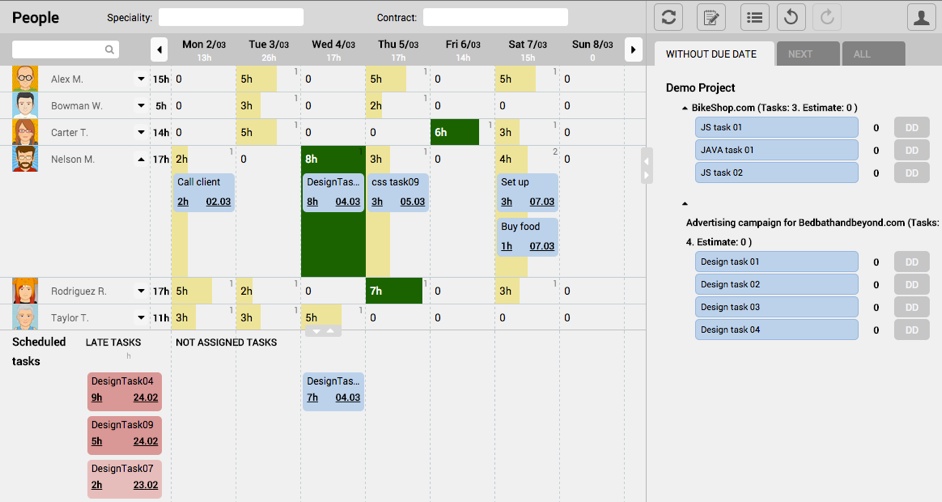 People Speciality: Contract:
Mon 2/03 Tue 3/03 Wed 4/03 Thu 5/03 Fri 6/03 Sat 7/03 Sun 8/03
13h 26h 17h 17h 14h 15h 0
Alex M. 15h 0 5h 1 0 5h 1 0 5h 1 0
Bowman W. 5h 0 3h 1 0 2h 1 0 0 0
Carter T. 14h 0 5h 1 0 0 6h 1 3h 1 0
Nelson M. 17h 2h 1 0 8h 1 3h 1 0 4h 2 0
Call client DesignTas... css task09 Set up
2h 02.03 8h 04.03 3h 05.03 3h 07.03
Buy food
1h 07.03
Rodriguez R. 17h 5h 1 2h 1 0 7h 1 0 3h 1 0
Taylor T. 11h 3h 1 3h 1 5h 1 0 0 0 0
Scheduled tasks
LATE TASKS NOT ASSIGNED TASKS
h
DesignTask04 DesignTas...
9h 24.02 7h 04.03
DesignTask09
5h 24.02
DesignTask07
2h 23.02
WITHOUT DUE DATE NEXT ALL
Demo Project
BikeShop.com (Tasks: 3. Estimate: 0 )
JS task 01 0 DD
JAVA task 01 0 DD
JS task 02 0 DD
Advertising campaign for Bedbathandbeyond.com (Tasks:
4. Estimate: 0 )
Design task 01 0 DD
Design task 02 0 DD
Design task 03 0 DD
Design task 04 0 DD